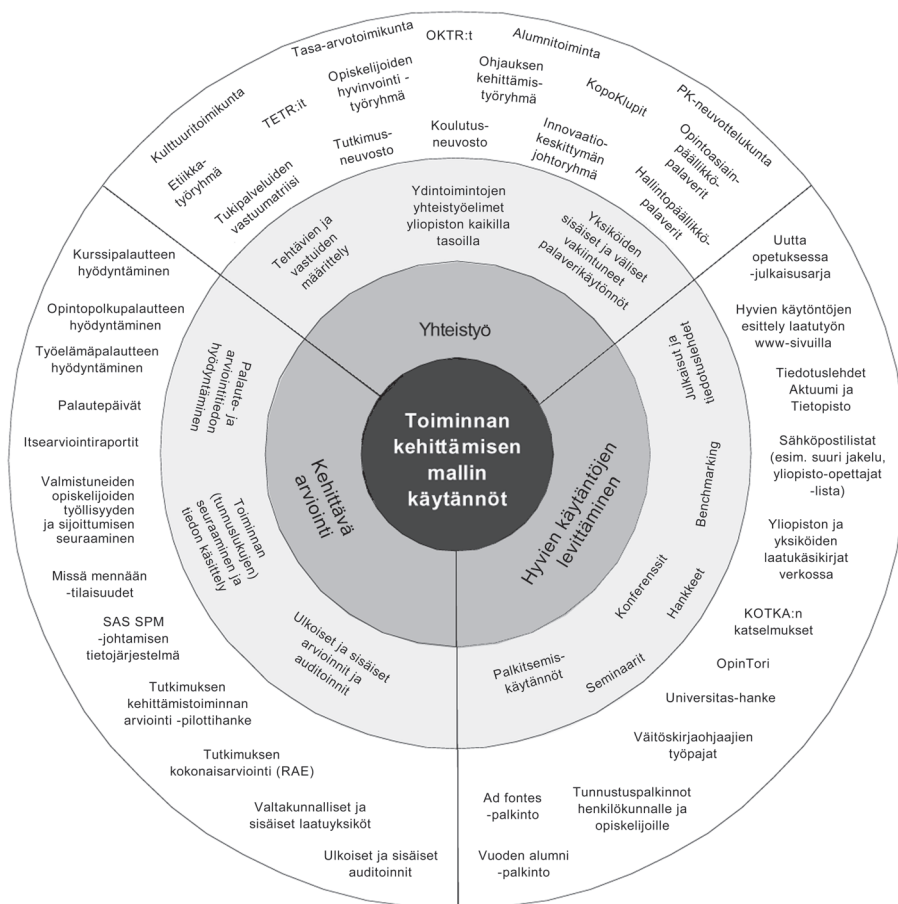 Tasa-arvotoimikunta
OKTR:t
Alumnitoiminta
Opiskelijoiden
hyvinvointi -
työryhmä
Ohjauksen
kehittämis-
työryhmä
KopoKlupit
PK-neuvottelukunta
Kulttuuritoimikunta
TETR:it
Etiikka-
työryhmä
Tukipalveluiden
vastuumatriisi
Tutkimus-
neuvosto
Koulutus-
neuvosto
Innovaatio-
keskittymän
johtoryhmä
Opintoasiain-
päällikkö-
palaverit
Hallintopäällikkö-
palaverit
Tehtävien ja
vastuiden
määrittely
Ydintoimintojen
yhteistyöelimet
yliopiston kaikilla
tasoilla
Yksiköiden
sisäiset ja väliset
vakiintuneet
palaverikäytönnöt
Yhteistyö
Toiminnan
kehittämisen
mallin
käytännöt
Kehittävä
arviointi
Hyvien käytäntöjen
levittäminen
Kurssipalautteen
hyödyntäminen
Opintopolkupalautteen
hyödyntäminen
Työelämäpalautteen
hyödyntäminen
Palautepäivät
Itsearviointiraportit
Valmistuneiden
opiskelijoiden
työllisyyden
ja sijoittumisen
seuraaminen
Missä mennään
-tilaisuudet
SAS SPM
-johtamisen
tietojärjestelmä
Tutkimuksen
kehittämistoiminnan
arviointi -pilottihanke
Tutkimuksen
kokonaisarviointi (RAE)
Valtakunnalliset ja
sisäiset laatuyksiköt
Ulkoiset ja sisäiset
auditoinnit
Palaute- ja
arviointitiedon
hyödyntäminen
Toiminnan
(tunnuslukujen)
seuraaminen ja
tiedon käsittely
Ulkoiset ja sisäiset
arvioinnit ja
auditoinnit
Julkaisut ja
tiedotuslehdet
Benchmarking
Hankkeet
Konferenssit
Seminaarit
Palkitsemis-
käytännöt
Uutta
opetuksessa
-julkaisusarja
Hyvien käytöntöjen
esittely laatutyön
www-sivuilla
Tiedotuslehdet
Aktuumi ja
Tietopisto
Sähköpostilistat
(esim. suuri jakelu,
yliopisto-opettajat
-lista)
Yliopiston ja
yksiköiden
laatukäsikirjat
verkossa
KOTKA:n
katselmukset
OpinTori
Universitas-hanke
Väitöskirjaohjaajien
työpajat
Tunnustuspalkinnot
henkilökunnalle ja
opiskelijoille
Ad fontes
-palkinto
Vuoden alumni
-palkinto